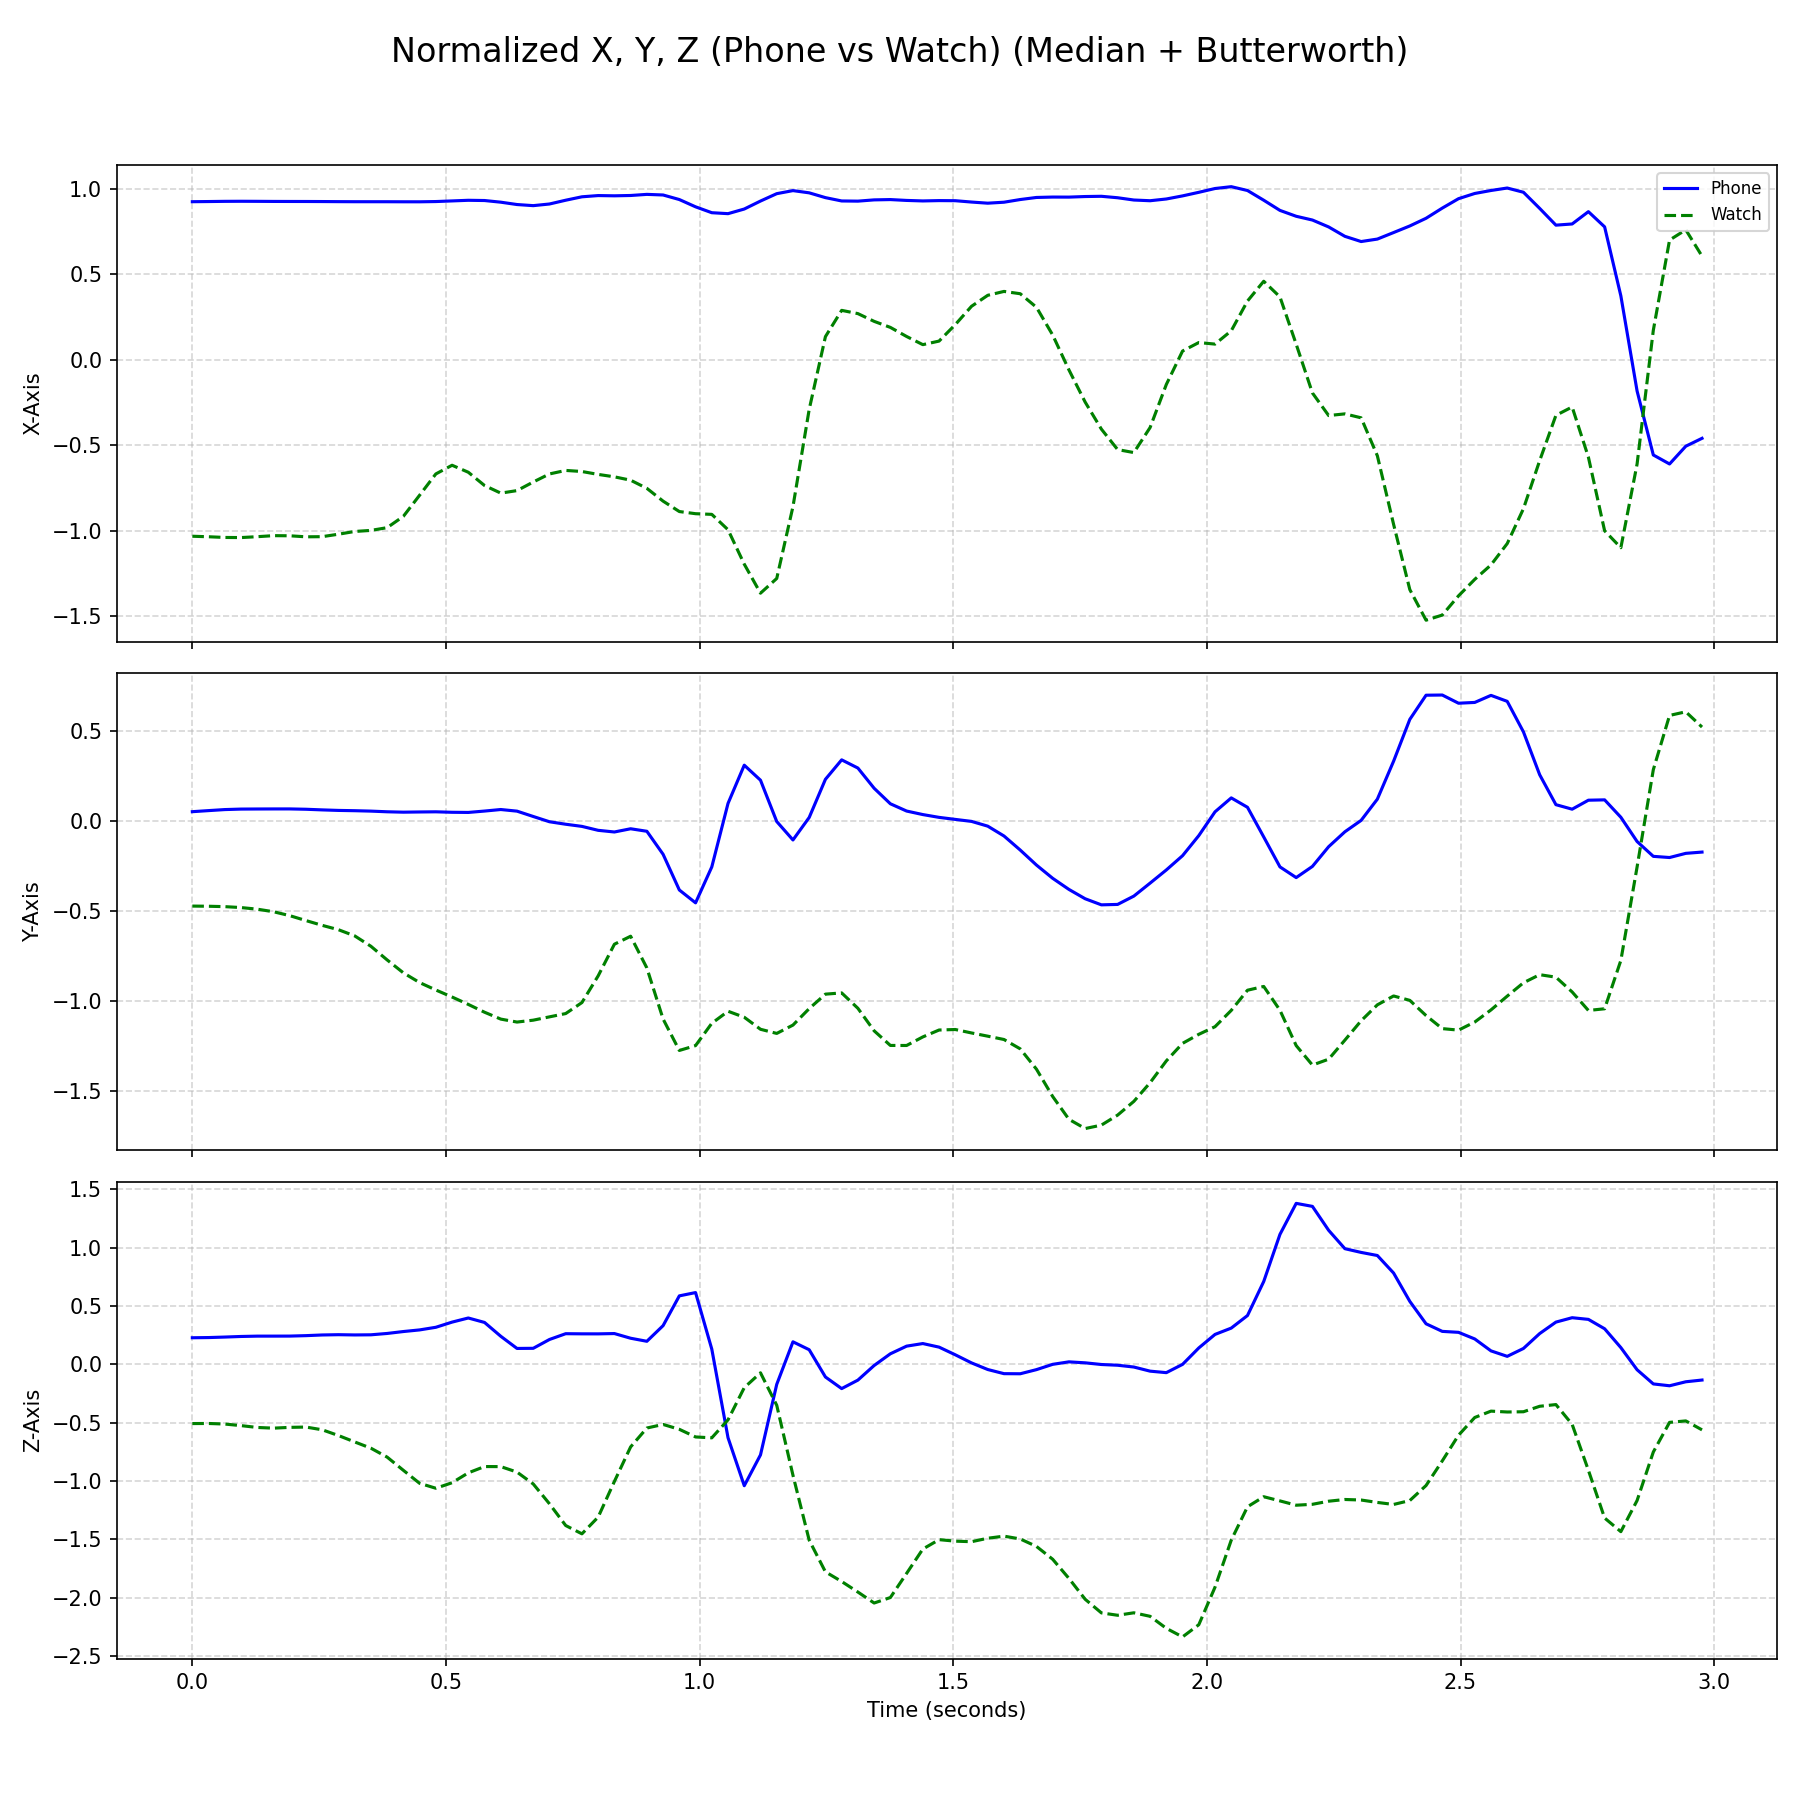 Normalized X, Y, Z (Phone vs Watch) (Median + Butterworth)
Phone
Watch
1.0
0.5
0.0
−0.5
−1.0
−1.5
X-Axis
0.5
0.0
−0.5
−1.0
−1.5
Y-Axis
1.5
1.0
0.5
0.0
−0.5
−1.0
−1.5
−2.0
−2.5
Z-Axis
0.0 0.5 1.0 1.5 2.0 2.5 3.0
Time (seconds)